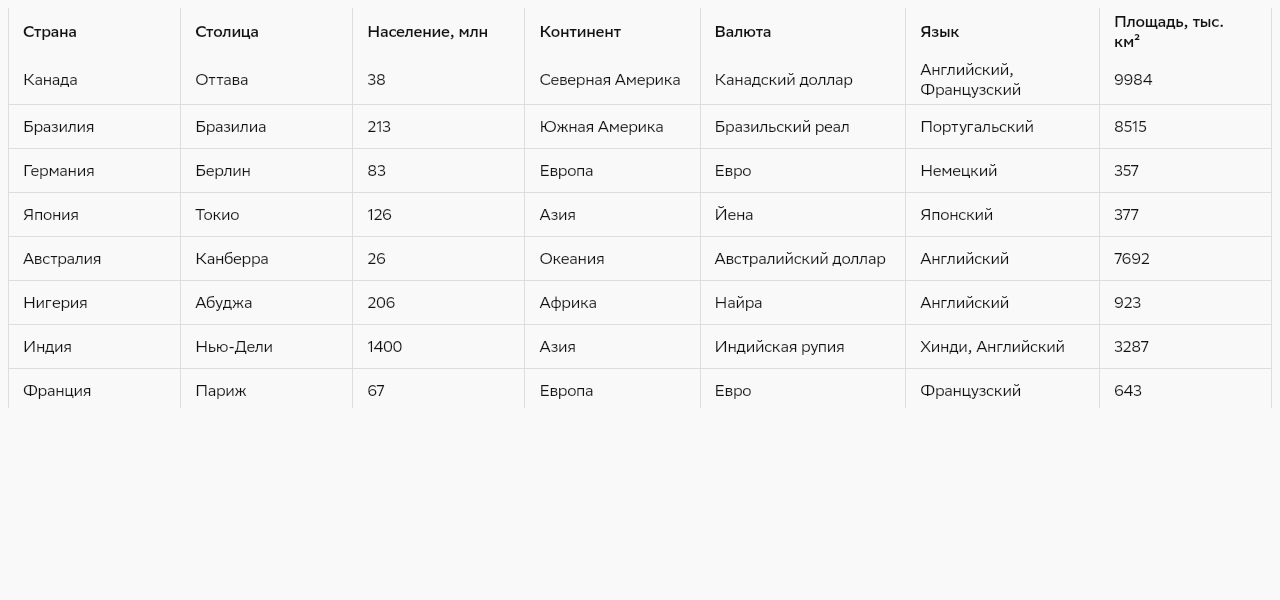 Страна Столица Население, млн Континент Валюта Язык Площадь, тыс. км²
Канада Оттава 38 Северная Америка Канадский доллар Английский, Французский 9984
Бразилия Бразилиа 213 Южная Америка Бразильский реал Португальский 8515
Германия Берлин 83 Европа Евро Немецкий 357
Япония Токио 126 Азия Йена Японский 377
Австралия Канберра 26 Океания Австралийский доллар Английский 7692
Нигерия Абуджа 206 Африка Найра Английский 923
Индия Нью-Дели 1400 Азия Индийская рупия Хинди, Английский 3287
Франция Париж 67 Европа Евро Французский 643